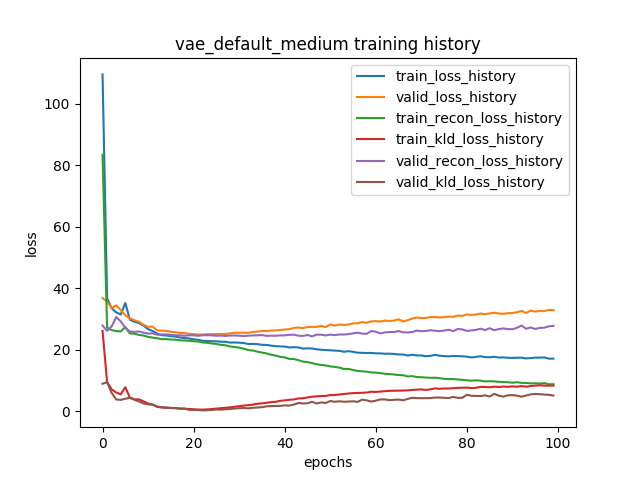 vae_default_medium training history
train_loss_history
valid_loss_history
train_recon_loss_history
train_kld_loss_history
valid_recon_loss_history
valid_kld_loss_history
100
80
60
40
20
0
loss
0 20 40 60 80 100
epochs